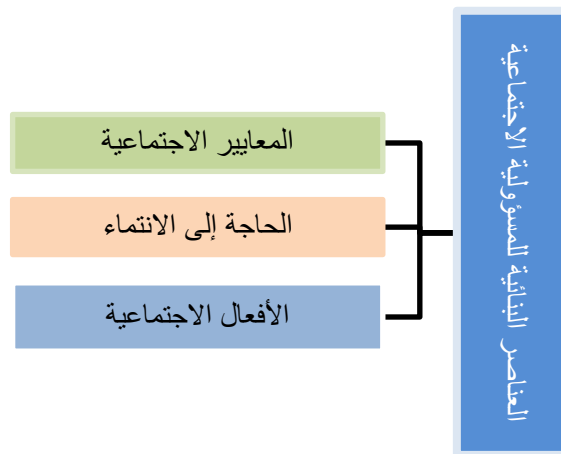 العناصر البنائية للمسؤولية الاجتماعية
المعايير الاجتماعية
الحاجة إلى الانتماء
الأفعال الاجتماعية